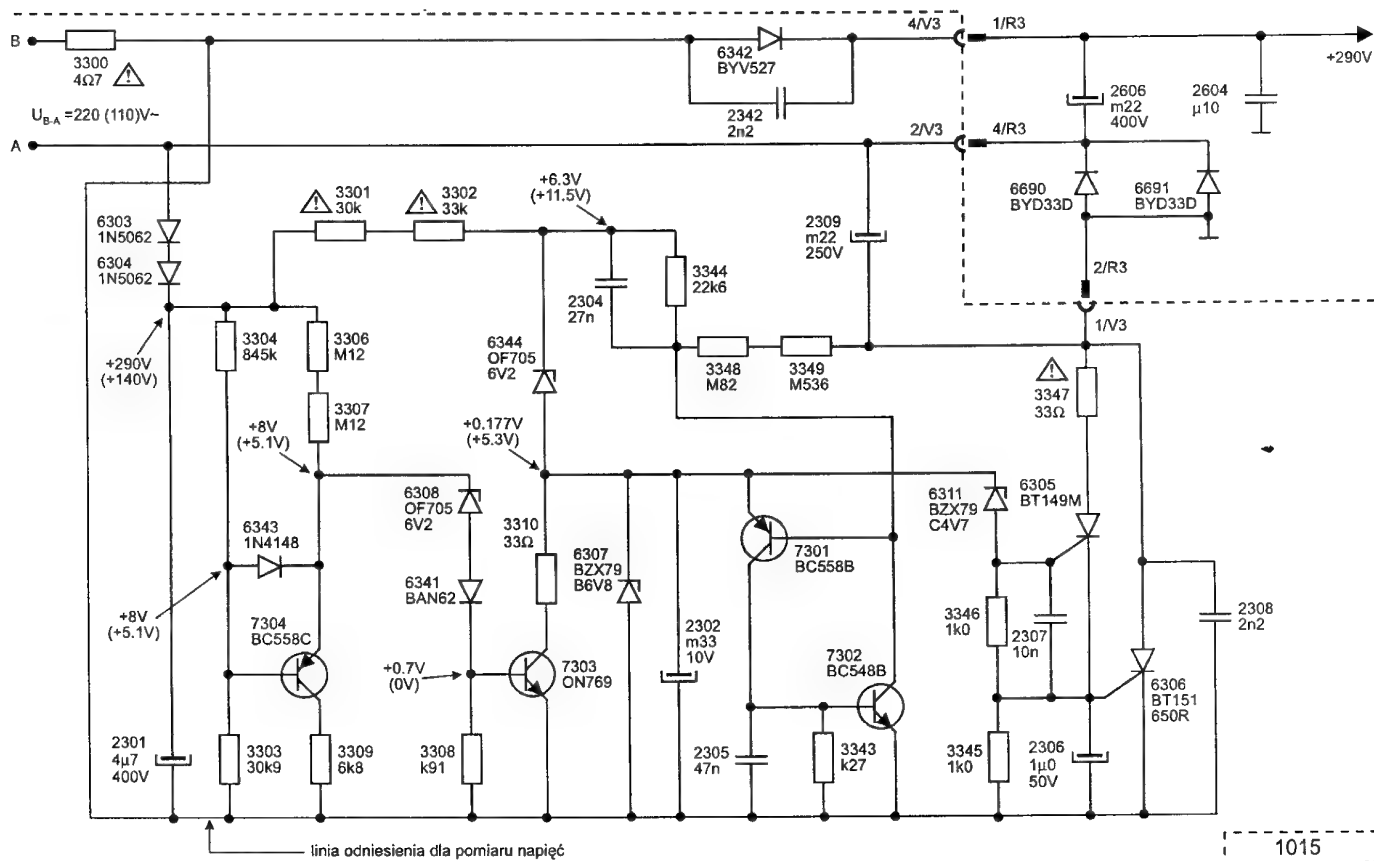 B
3300
4Ω7
6342
BYV527
2342
2n2
4/V3
1/R3
+290V
2606
m22
400V
2604
µ10
U_B-A =220 (110)V~
A
2/V3
4/R3
6690
BYD33D
6691
BYD33D
6303
1N5062
6304
1N5062
3301
30k
3302
33k
+6.3V
(+11.5V)
2309
m22
250V
2/R3
1/V3
3344
22k6
2304
27n
+290V
(+140V)
3304
845k
3306
M12
3307
M12
6344
OF705
6V2
3348
M82
3349
M536
3347
33Ω
+8V
(+5.1V)
+0.177V
(+5.3V)
6308
OF705
6V2
3310
33Ω
6311
BZX79
C4V7
6305
BT149M
6343
1N4148
6341
BAN62
6307
BZX79
B6V8
7301
BC558B
+8V
(+5.1V)
7304
BC558C
2302
m33
10V
3346
1k0
2307
10n
2308
2n2
+0.7V
(0V)
7303
ON769
7302
BC548B
6306
BT151
650R
2301
4µ7
400V
3303
30k9
3309
6k8
3308
k91
2305
47n
3343
k27
3345
1k0
2306
1µ0
50V
linia odniesienia dla pomiaru napięć
1015